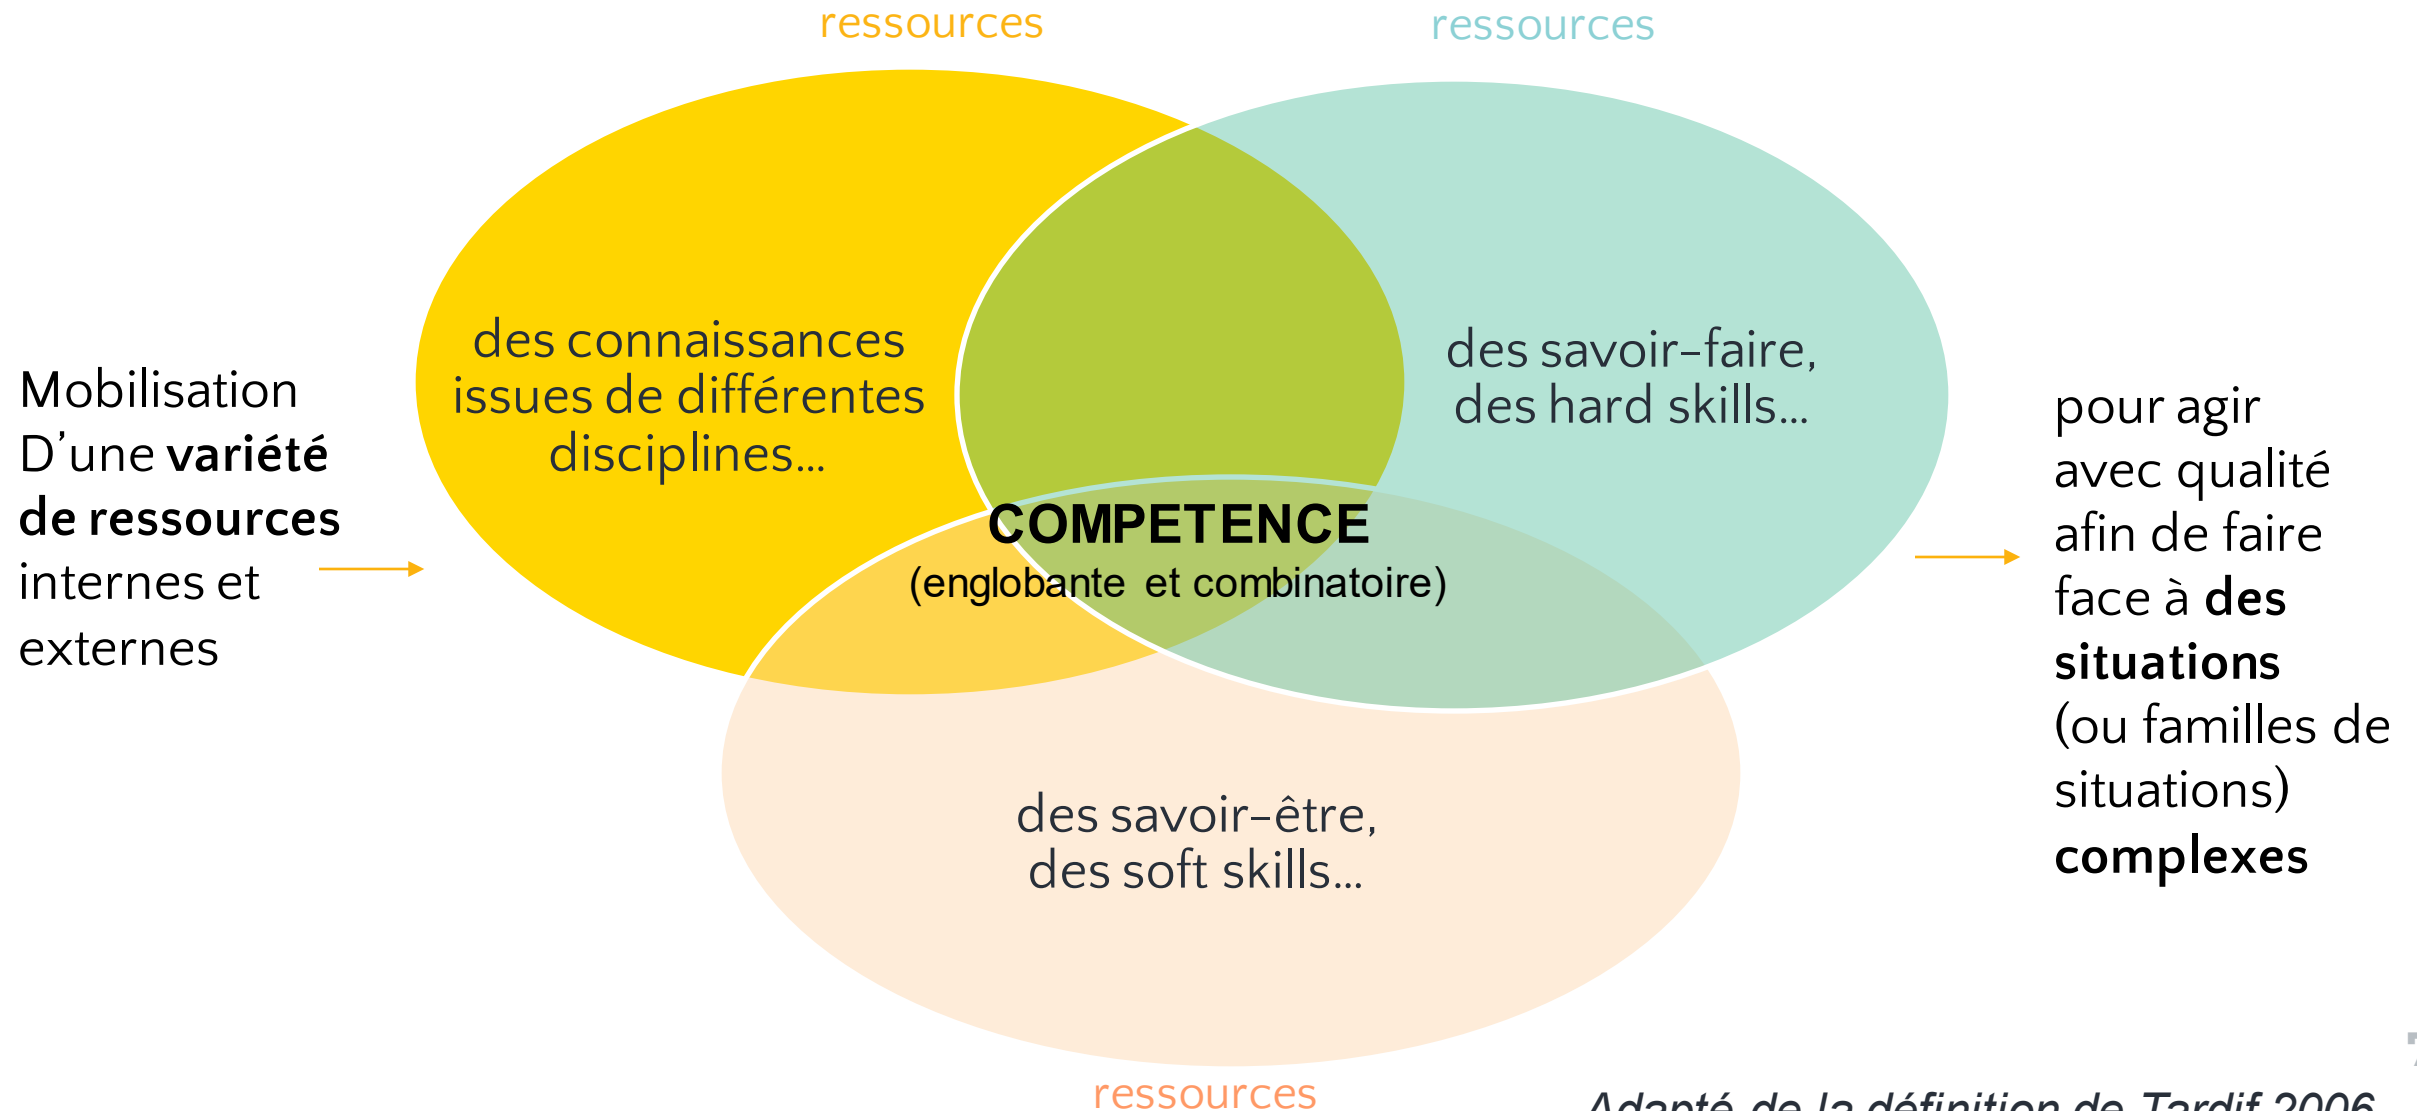 ressources
ressources
des connaissances
issues de différentes
disciplines...
des savoir-faire,
des hard skills...
Mobilisation
D’une variété
de ressources
internes et
externes
COMPETENCE
(englobante et combinatoire)
pour agir
avec qualité
afin de faire
face à des
situations
(ou familles de
situations)
complexes
des savoir-être,
des soft skills...
ressources
Adapté de la définition de Tardif 2006